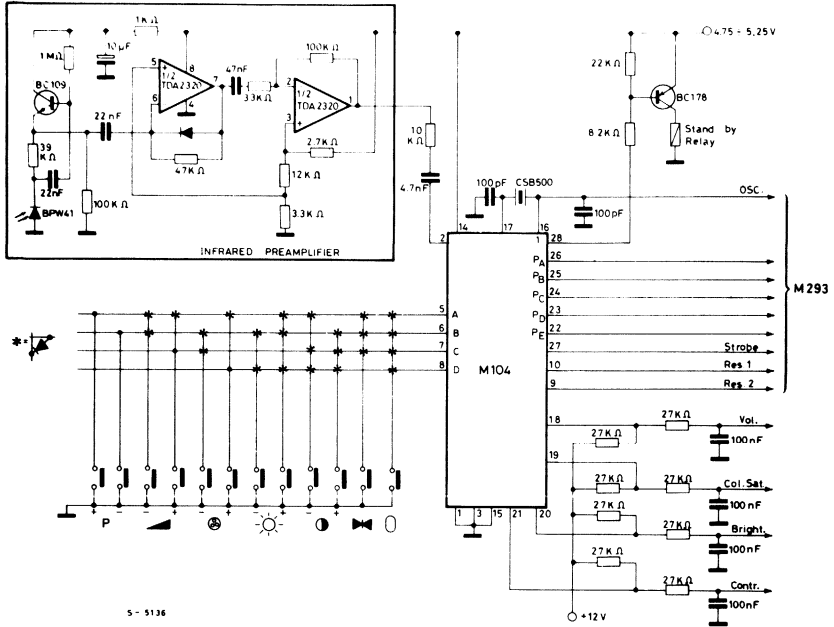 1KΩ
1MΩ
10µF
BC109
5
1/2
TDA2320
8
7
6
4
47nF
33KΩ
100KΩ
2
1/2
TDA2320
1
3
22nF
39
KΩ
22nF
47KΩ
2.7KΩ
12KΩ
100KΩ
3.3KΩ
BPW41
INFRARED PREAMPLIFIER
10
KΩ
4.7nF
4.75 - 5.25V
22KΩ
BC178
8.2KΩ
Stand by
Relay
100pF
CSB500
100pF
OSC.
14
17
16
2
1
28
PA
26
PB
25
PC
24
PD
23
PE
22
27
Strobe
10
Res 1
9
Res. 2
M293
* =
5
A
6
B
7
C
8
D
M104
18
27KΩ
27KΩ
Vol.
100nF
19
27KΩ
27KΩ
Col.Sat.
100nF
27KΩ
27KΩ
Bright.
100nF
27KΩ
27KΩ
Contr.
100nF
1
3
15
21
20
+ - - + - + - + - + -
P
+12V
S - 5136